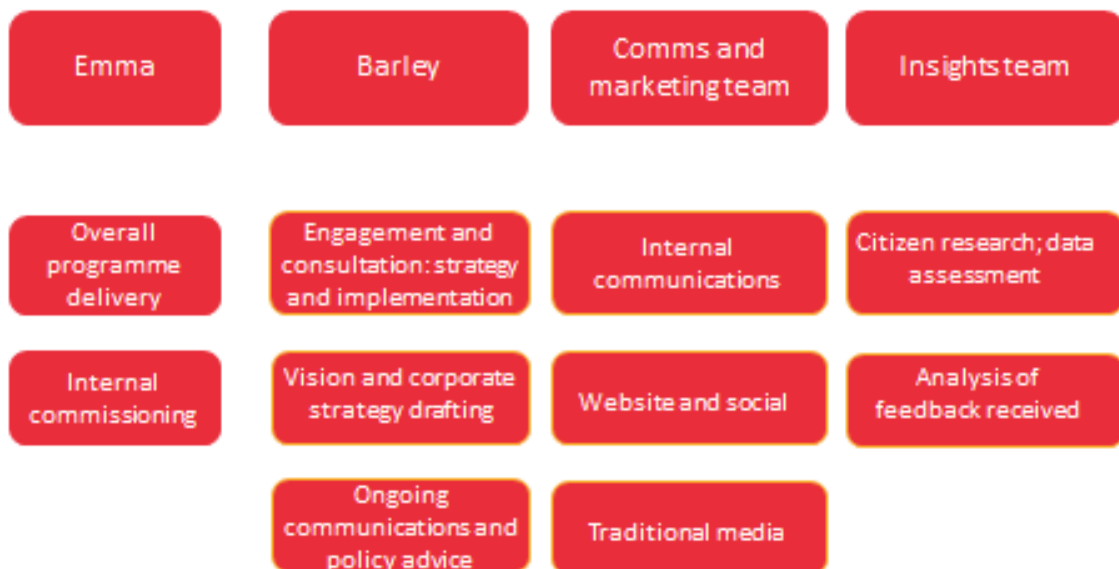 Emma
Barley
Comms and
marketing team
Insights team
Overall
programme
delivery
Engagement and
consultation: strategy
and implementation
Internal
communications
Citizen research; data
assessment
Internal
commissioning
Vision and corporate
strategy drafting
Website and social
Analysis of
feedback received
Ongoing
communications and
policy advice
Traditional media